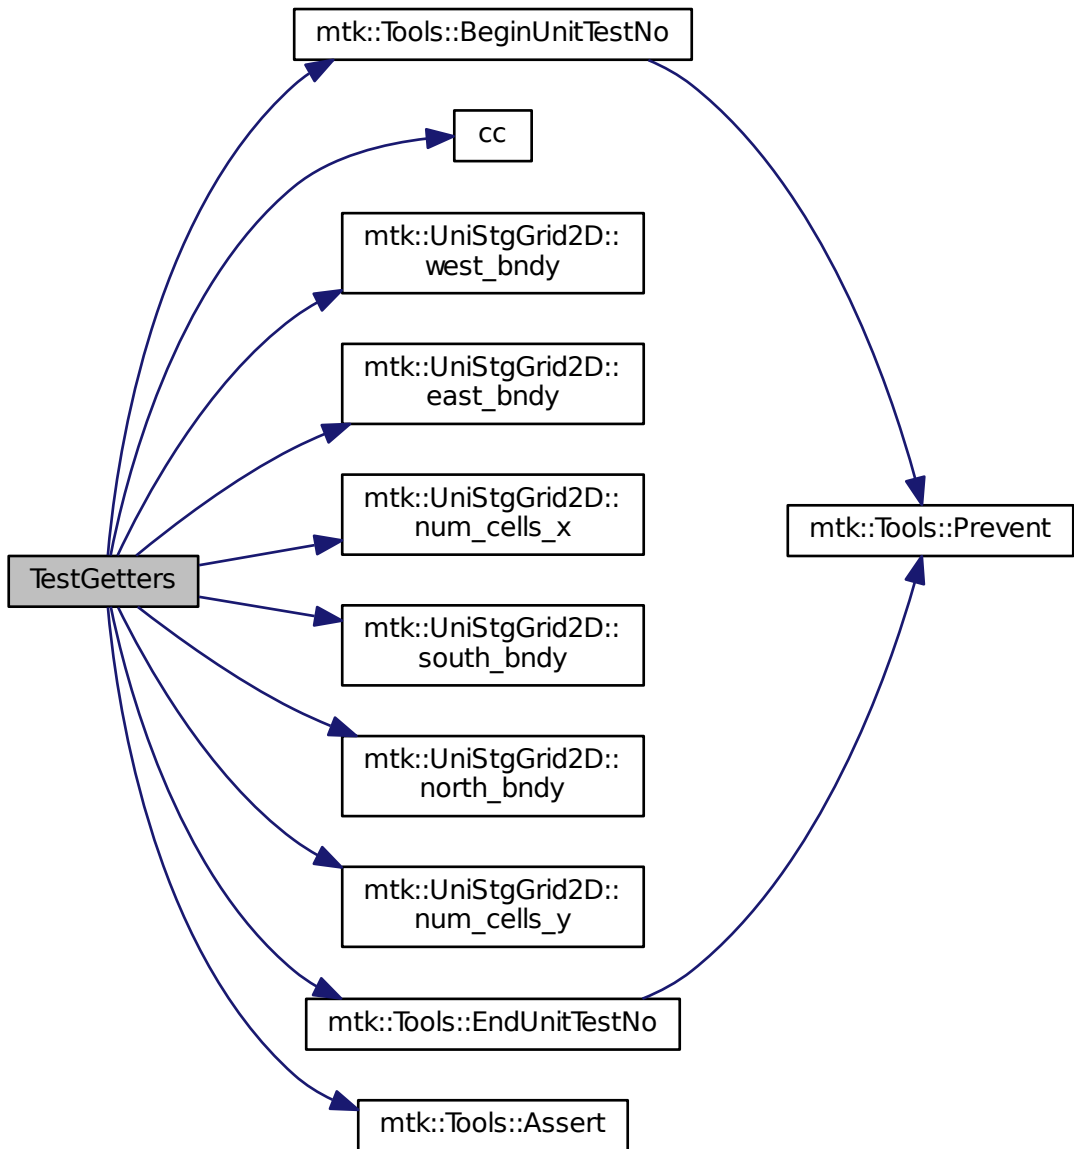 mtk::Tools::BeginUnitTestNo
cc
mtk::UniStgGrid2D::
west_bndy
mtk::UniStgGrid2D::
east_bndy
mtk::UniStgGrid2D::
num_cells_x
mtk::Tools::Prevent
TestGetters
mtk::UniStgGrid2D::
south_bndy
mtk::UniStgGrid2D::
north_bndy
mtk::UniStgGrid2D::
num_cells_y
mtk::Tools::EndUnitTestNo
mtk::Tools::Assert